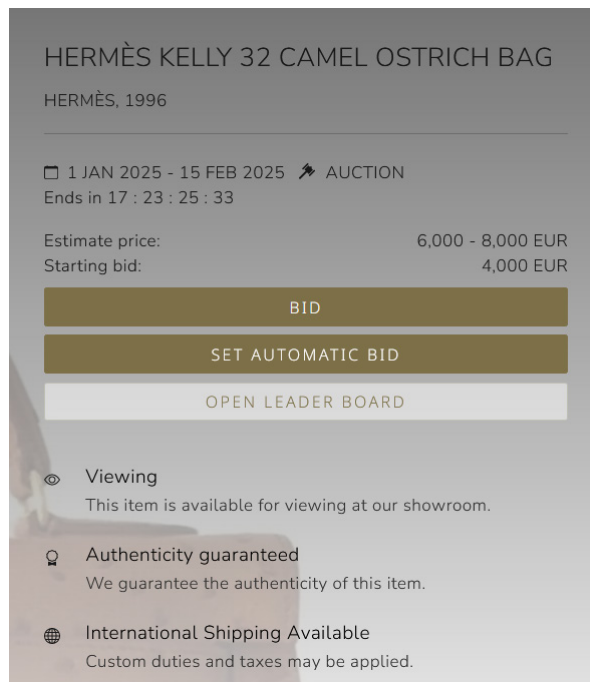 HERMÈS KELLY 32 CAMEL OSTRICH BAG
HERMÈS, 1996
1 JAN 2025 - 15 FEB 2025 AUCTION
Ends in 17 : 23 : 25 : 33
Estimate price: 6,000 - 8,000 EUR
Starting bid: 4,000 EUR
BID
SET AUTOMATIC BID
OPEN LEADER BOARD
Viewing
This item is available for viewing at our showroom.
Authenticity guaranteed
We guarantee the authenticity of this item.
International Shipping Available
Custom duties and taxes may be applied.